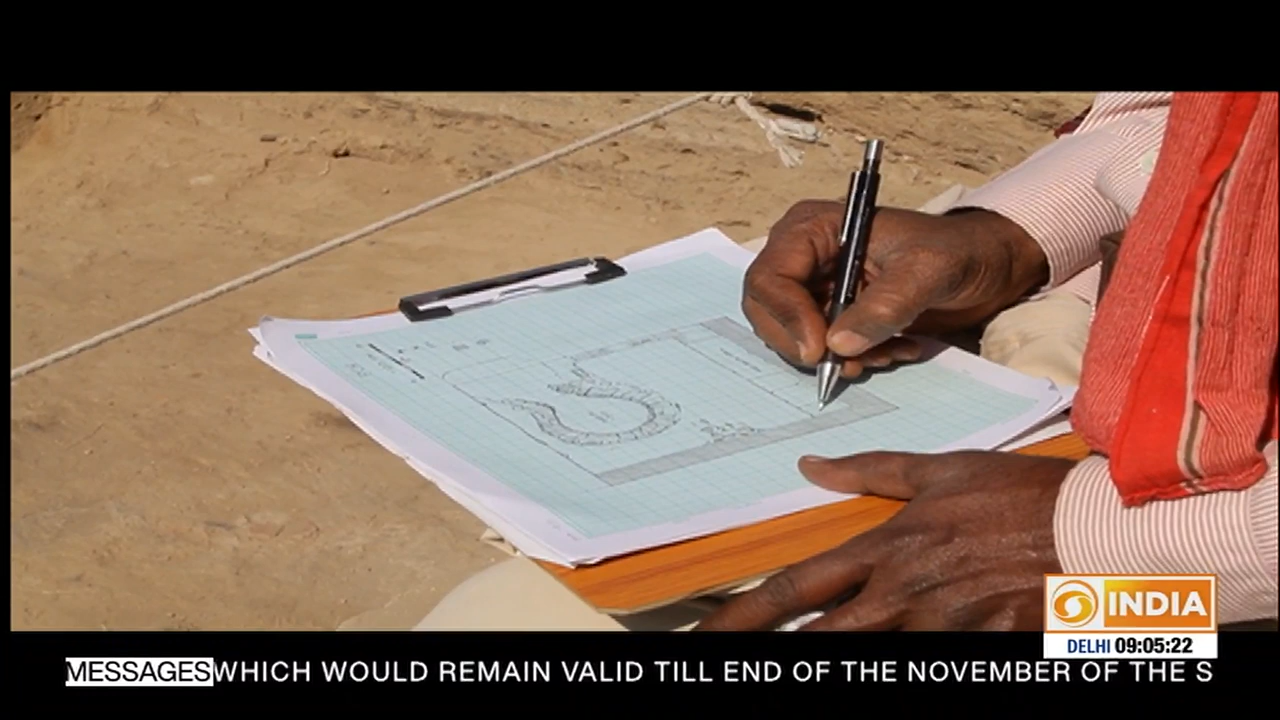 INDIA
DELHI 09:05:22
MESSAGES WHICH WOULD REMAIN VALID TILL END OF THE NOVEMBER OF THE S